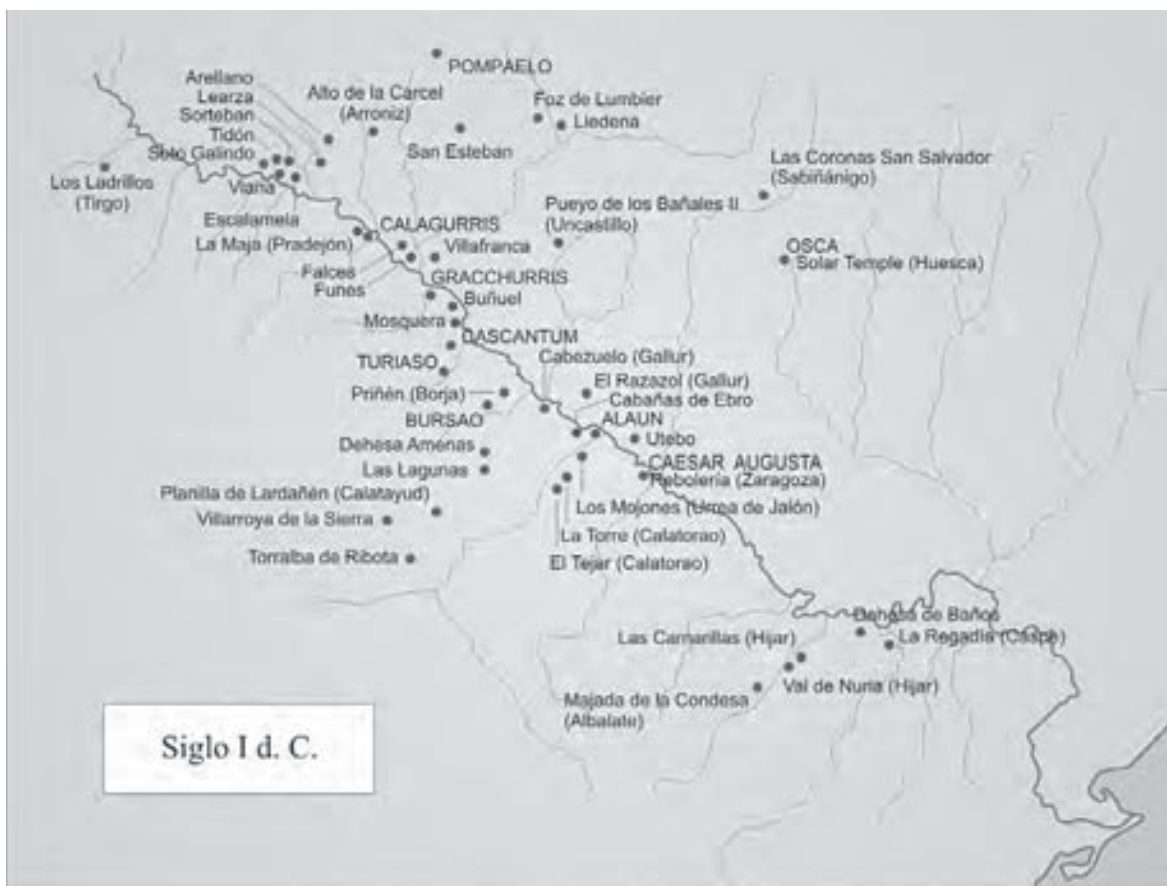 POMPAELO
Arellano
Learza
Sorteban
Tidón
Soto Galindo
Alto de la Cárcel
(Arroniz)
Foz de Lumbier
Liedena
San Esteban
Los Ladrillos
(Tirgo)
Viana
Las Coronas San Salvador
(Sabiñánigo)
Escalamela
La Maja (Pradejón)
CALAGURRIS
Villafranca
Pueyo de los Bañales II
(Uncastillo)
OSCA
Solar Temple (Huesca)
Falces
Funes
GRACCHURRIS
Buñuel
Mosquera
CASCANTUM
TURIASO
Cabezuelo (Gallur)
El Razazol (Gallur)
Cabañas de Ebro
Priñén (Borja)
BURSAO
ALAUN
Utebo
Dehesa Amenas
Las Lagunas
CAESAR AUGUSTA
Rebolería (Zaragoza)
Planilla de Lardañén (Calatayud)
Villarroya de la Sierra
Los Mojones (Urrea de Jalón)
La Torre (Calatorao)
Torralba de Ribota
El Tejar (Calatorao)
Dehesa de Baños
Las Camarillas (Hijar)
La Regadía (Caspe)
Val de Nuria (Hijar)
Majada de la Condesa
(Albalate)
Siglo I d. C.